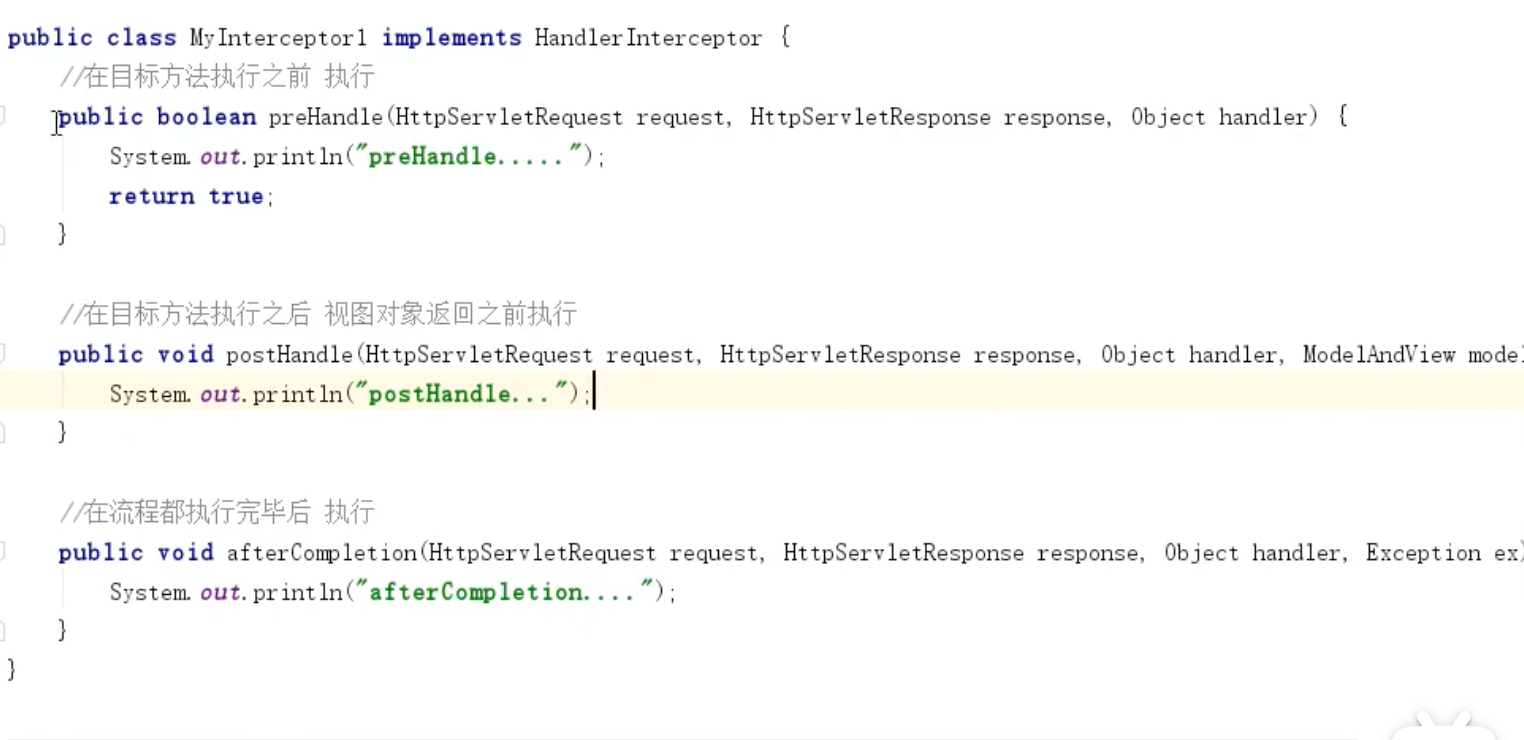 public class MyInterceptor1 implements HandlerInterceptor {
//在目标方法执行之前 执行
public boolean preHandle(HttpServletRequest request, HttpServletResponse response, Object handler) {
System.out.println("preHandle.....");
return true;
}
//在目标方法执行之后 视图对象返回之前执行
public void postHandle(HttpServletRequest request, HttpServletResponse response, Object handler, ModelAndView model
System.out.println("postHandle...");
}
//在流程都执行完毕后 执行
public void afterCompletion(HttpServletRequest request, HttpServletResponse response, Object handler, Exception ex)
System.out.println("afterCompletion....");
}
}